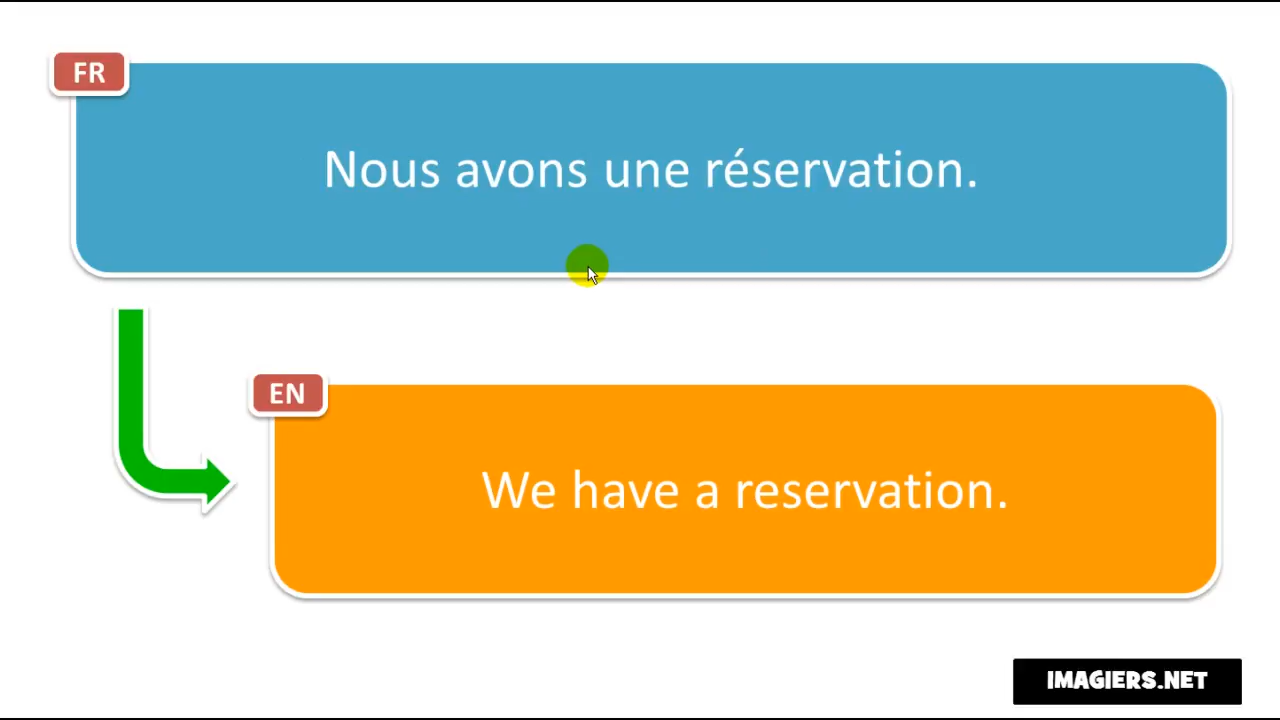 FR
Nous avons une réservation.
EN
We have a reservation.
IMAGIERS.NET